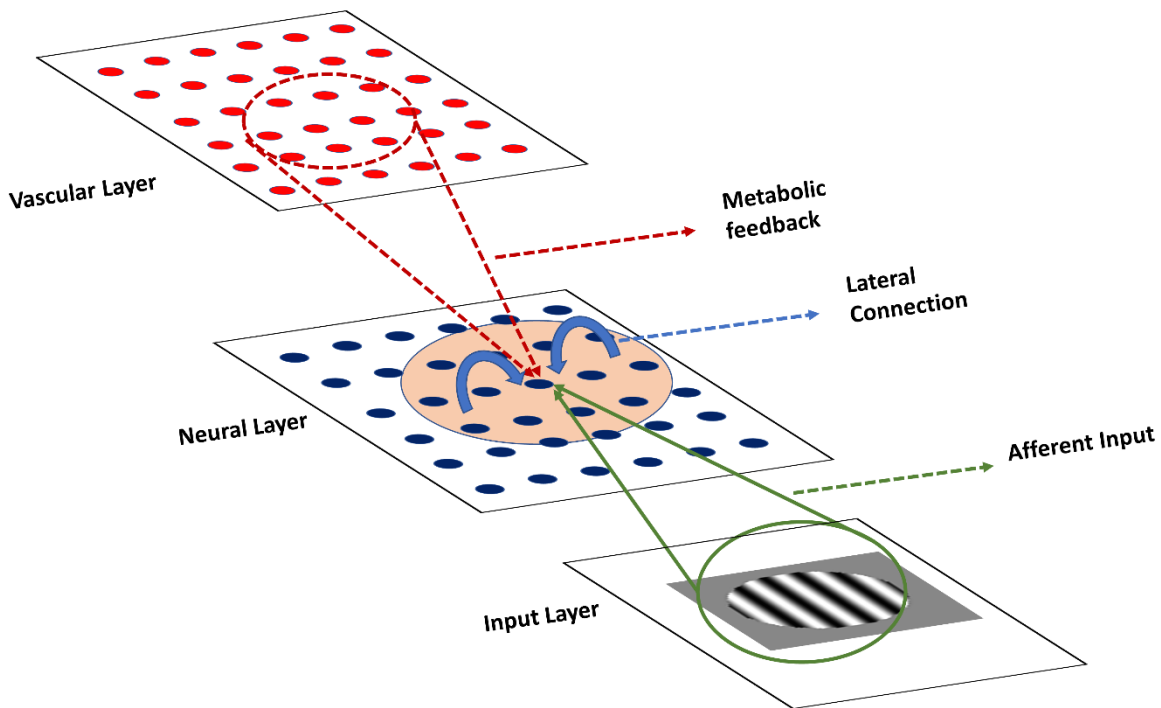 Vascular Layer
Metabolic
feedback
Lateral
Connection
Neural Layer
Afferent Input
Input Layer